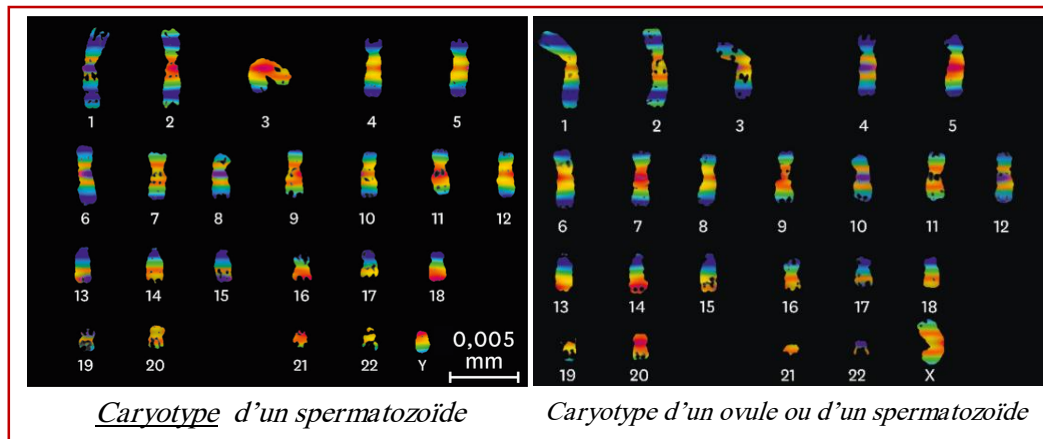 1 2 3 4 5
6 7 8 9 10 11 12
13 14 15 16 17 18
19 20 21 22 Y
0,005
mm
Caryotype d'un spermatozoïde
1 2 3 4 5
6 7 8 9 10 11 12
13 14 15 16 17 18
19 20 21 22 X
Caryotype d'un ovule ou d'un spermatozoïde